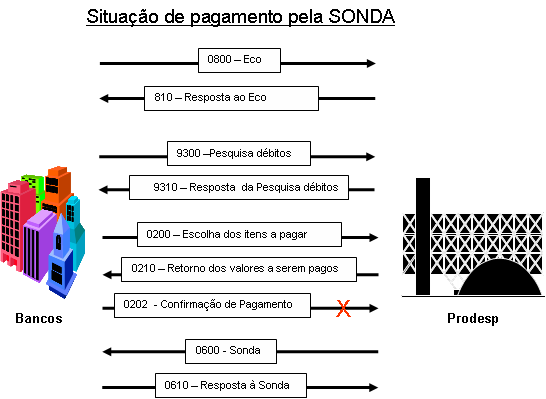 Situação de pagamento pela SONDA
0800 – Eco
810 – Resposta ao Eco
9300 –Pesquisa débitos
9310 – Resposta da Pesquisa débitos
0200 – Escolha dos itens a pagar
0210 – Retorno dos valores a serem pagos
0202 - Confirmação de Pagamento
X
Bancos
Prodesp
0600 - Sonda
0610 – Resposta à Sonda